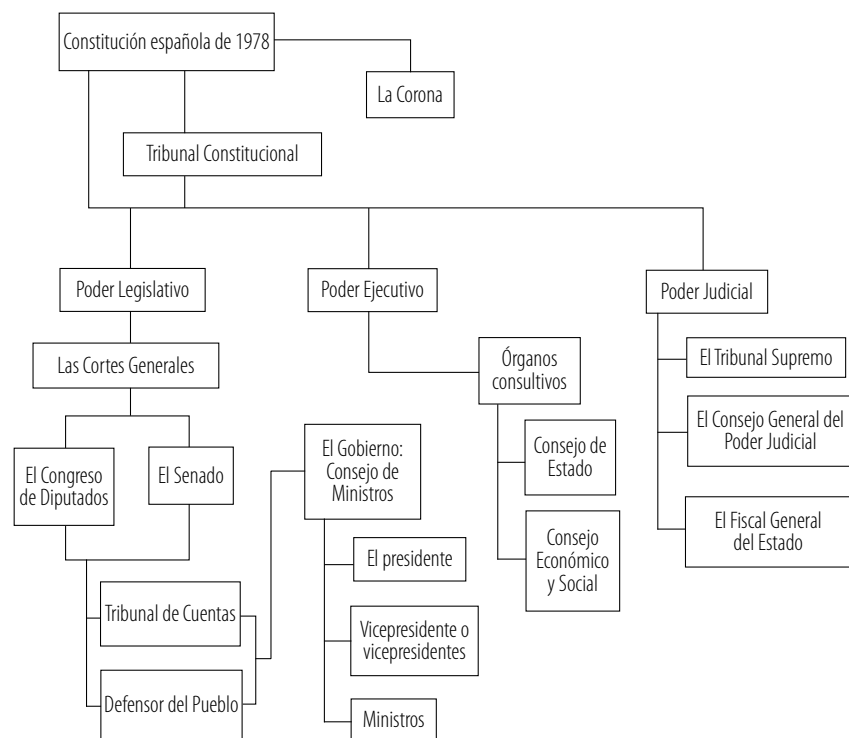 Constitución española de 1978
La Corona
Tribunal Constitucional
Poder Legislativo
Poder Ejecutivo
Poder Judicial
Las Cortes Generales
Órganos
consultivos
El Tribunal Supremo
El Congreso
de Diputados
El Senado
El Gobierno:
Consejo de
Ministros
Consejo de
Estado
El Consejo General del
Poder Judicial
Consejo
Económico
y Social
El Fiscal General
del Estado
El presidente
Tribunal de Cuentas
Vicepresidente o
vicepresidentes
Defensor del Pueblo
Ministros